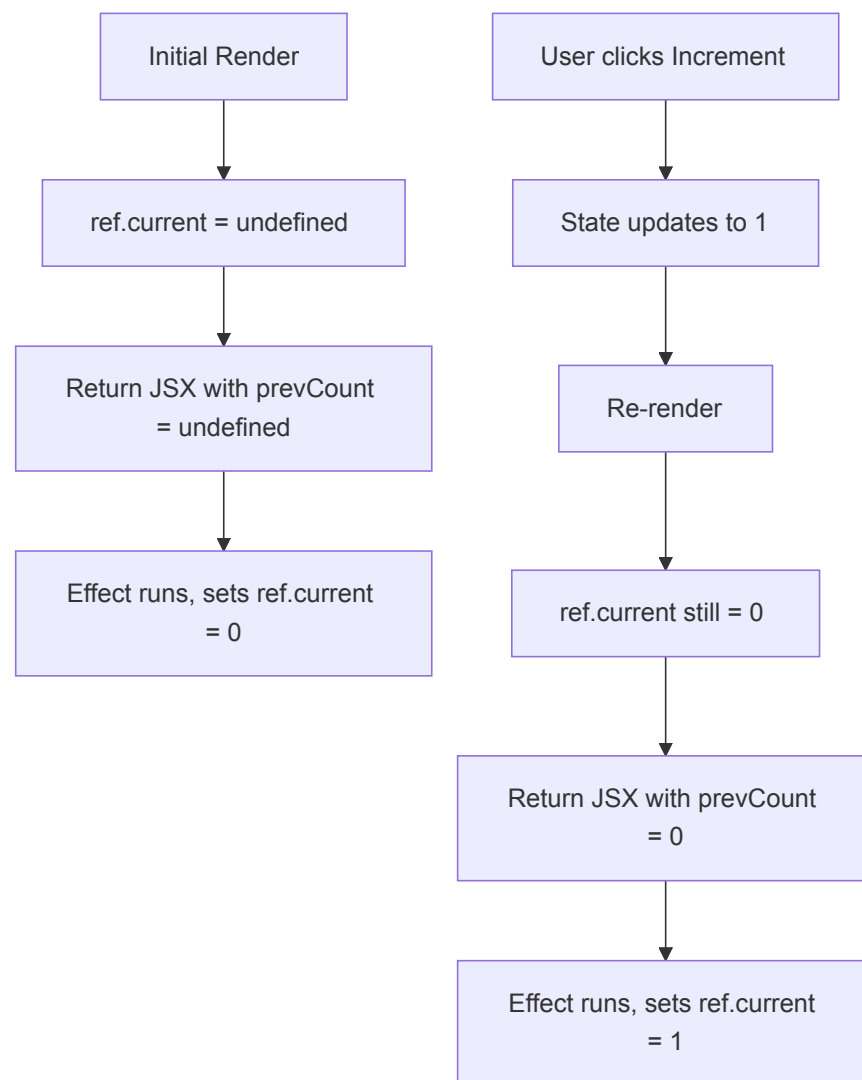 Initial Render
ref.current = undefined
Return JSX with prevCount
= undefined
Effect runs, sets ref.current
= 0
User clicks Increment
State updates to 1
Re-render
ref.current still = 0
Return JSX with prevCount
= 0
Effect runs, sets ref.current
= 1